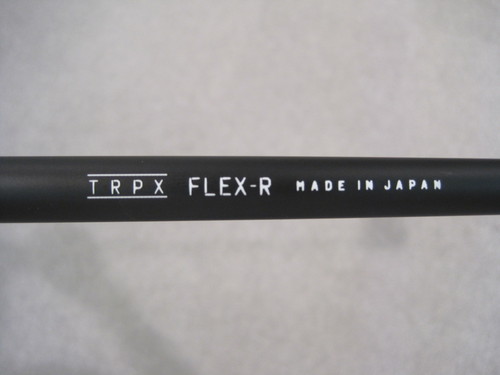 TRPX FLEX-R MADE IN JAPAN